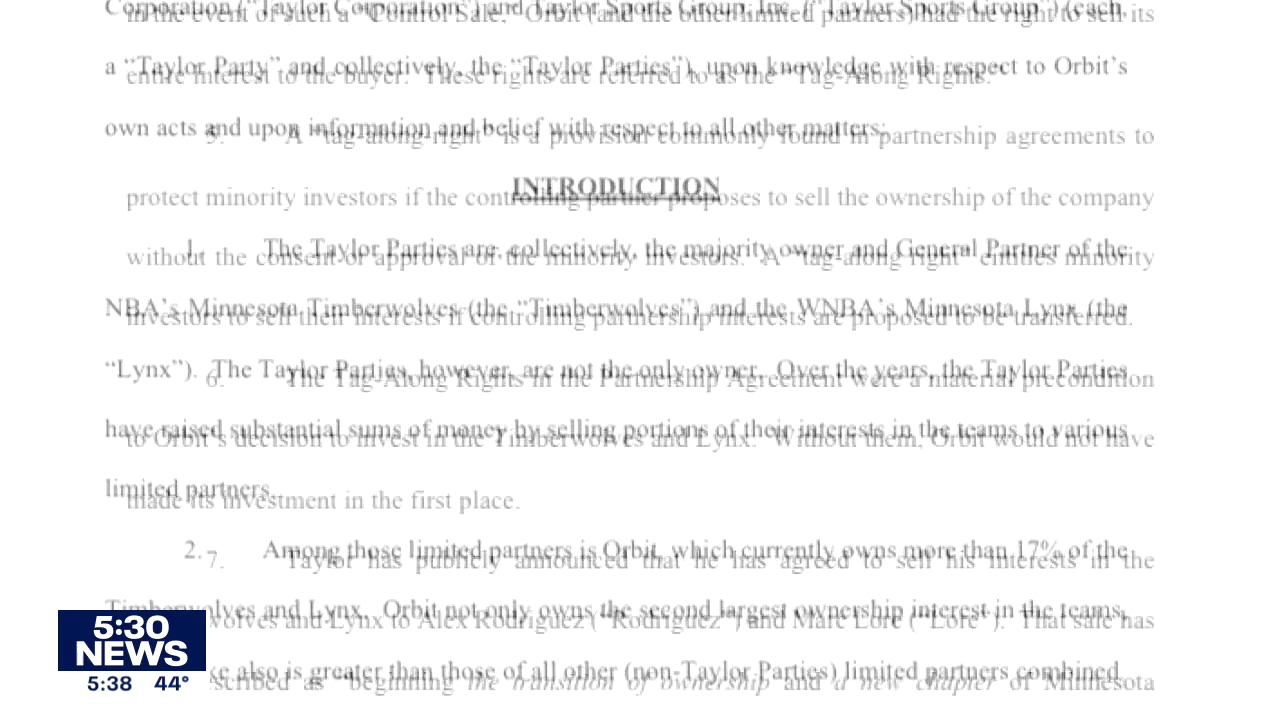 Corporation ("Taylor Corporation") and Taylor Sports Group, Inc. ("Taylor Sports Group") (each,
in the event of such a "Control Sale," Orbit (and the other limited partners) had the right to sell its
a "Taylor Party" and collectively, the "Taylor Parties"), upon knowledge with respect to Orbit's
entire interest to the buyer. These rights are referred to as the "Tag-Along Rights."
own acts and upon information and belief with respect to all other matters:
5. A "tag-along-right" is a provision commonly found in partnership agreements to
INTRODUCTION
protect minority investors if the controlling partner proposes to sell the ownership of the company
1. The Taylor Parties are, collectively, the majority owner and General Partner of the
without the consent or approval of the minority investors. A "tag-along right" entitles minority
NBA's Minnesota Timberwolves (the "Timberwolves") and the WNBA's Minnesota Lynx (the
investors to sell their interests if controlling partnership interests are proposed to be transferred.
"Lynx"). The Taylor Parties, however, are not the only owner. Over the years, the Taylor Parties
6. The Tag-Along Rights in the Partnership Agreement were a material precondition
have raised substantial sums of money by selling portions of their interests in the teams to various
to Orbit's decision to invest in the Timberwolves and Lynx. Without them, Orbit would not have
limited partners.
made its investment in the first place.
2. Among those limited partners is Orbit, which currently owns more than 17% of the
7. Taylor has publicly announced that he has agreed to sell his interests in the
Timberwolves and Lynx. Orbit not only owns the second largest ownership interest in the teams,
wolves and Lynx to Alex Rodriguez ("Rodriguez") and Marc Lore ("Lore"). That sale has
ke also is greater than those of all other (non-Taylor Parties) limited partners combined.
scribed as "beginning the transition of ownership and a new chapter of Minnesota
5:30
NEWS
5:38 44°